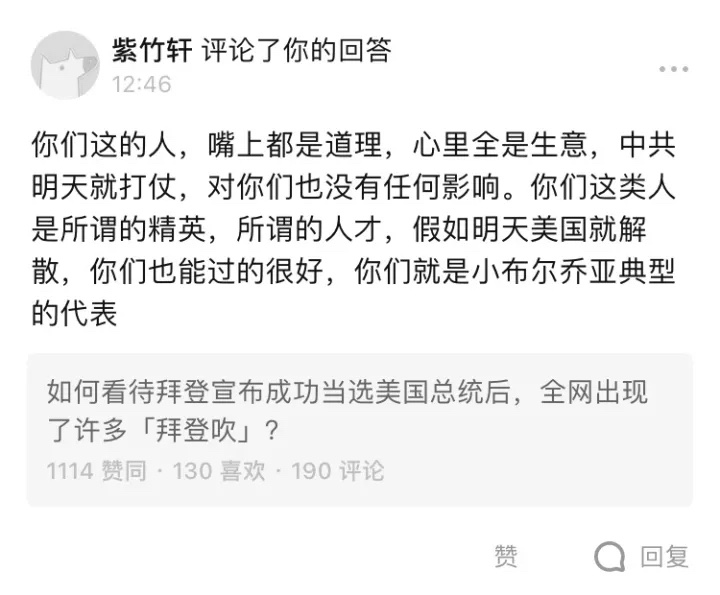 紫竹轩 评论了你的回答
12:46
你们这的人，嘴上都是道理，心里全是生意，中共
明天就打仗，对你们也没有任何影响。你们这类人
是所谓的精英，所谓的人才，假如明天美国就解
散，你们也能过的很好，你们就是小布尔乔亚典型
的代表
如何看待拜登宣布成功当选美国总统后，全网出现
了许多「拜登吹」？
1114 赞同 · 130 喜欢 · 190 评论
赞
回复